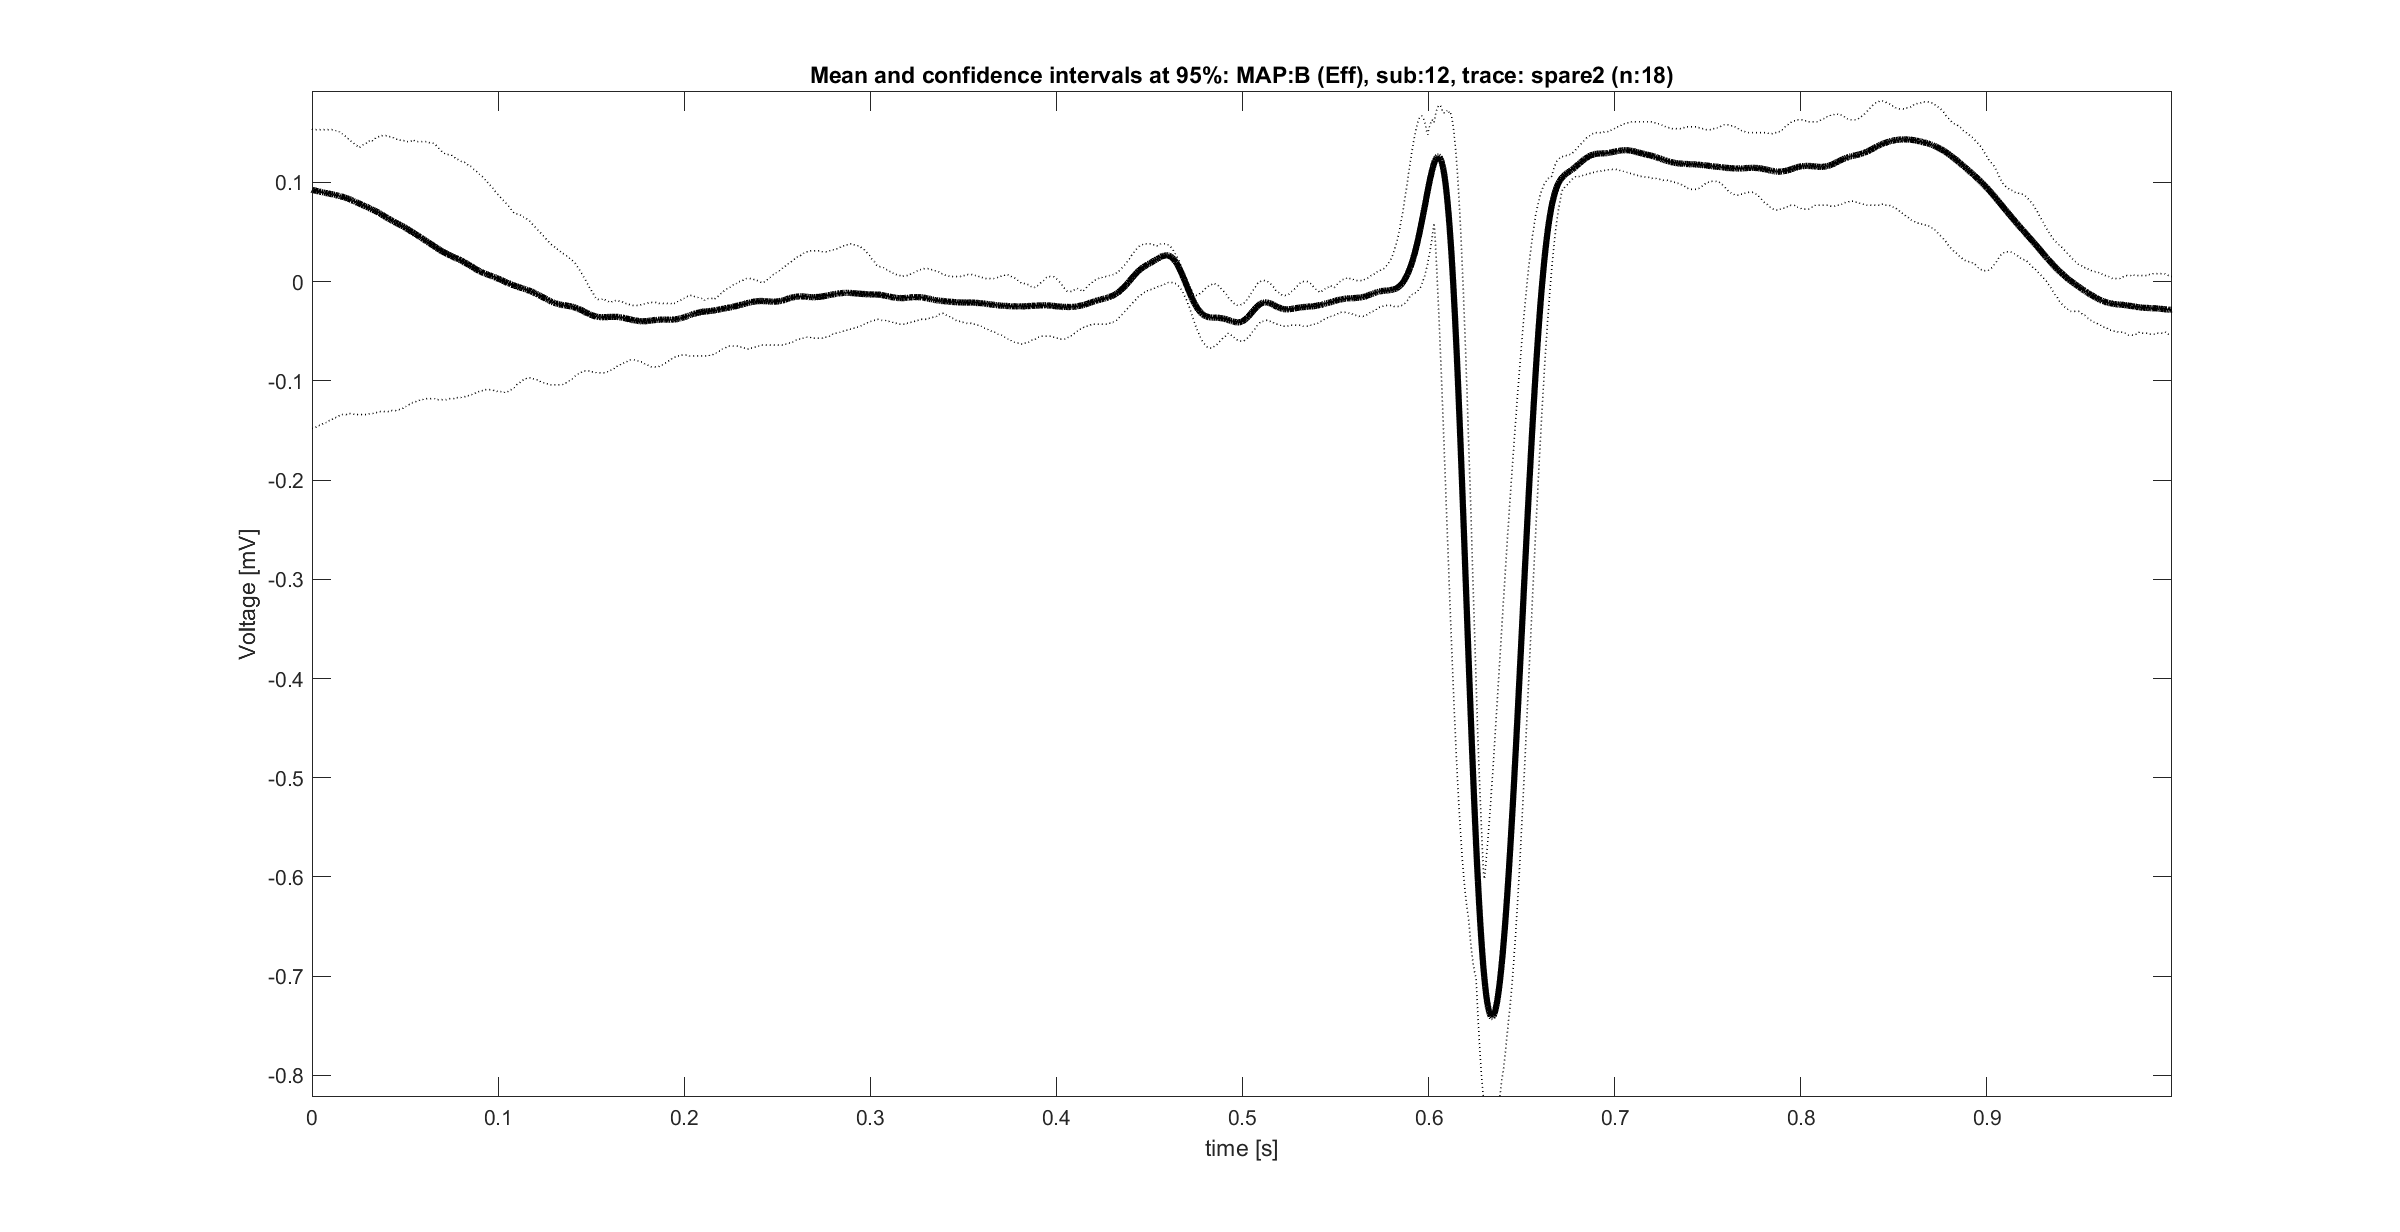 Mean and confidence intervals at 95%: MAP:B (Eff), sub:12, trace: spare2 (n:18)
Voltage [mV]
0.1
0
-0.1
-0.2
-0.3
-0.4
-0.5
-0.6
-0.7
-0.8
0 0.1 0.2 0.3 0.4 0.5 0.6 0.7 0.8 0.9
time [s]